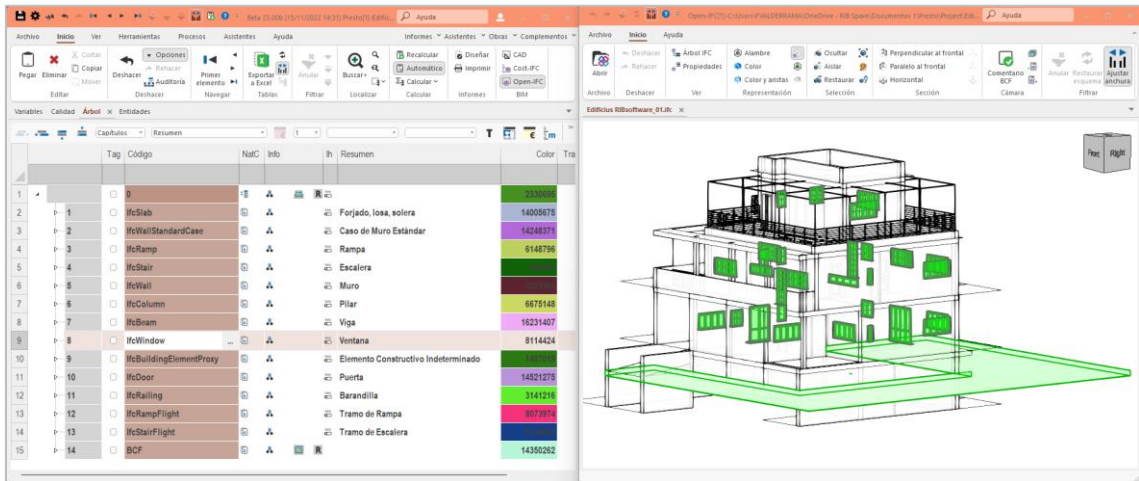 Beta 23.00b [15/11/2022 14:31] Presto[1]-Edific...
Ayuda
Archivo Inicio Ver Herramientas Procesos Asistentes Ayuda Informes Asistentes Obras Complementos
Pegar Eliminar Cortar Copiar Mover
Deshacer Opciones Rehacer Auditoría
Primer elemento
Exportar a Excel
Anular
Buscar
Recalcular Automático Calcular
Diseñar Imprimir
CAD Cost-IFC Open-IFC
Editar Deshacer Navegar Tablas Filtrar Localizar Calcular Informes BIM
Variables Calidad Árbol × Entidades
Capítulos Resumen 1
Tag Código NatC Info Ih Resumen Color Tra
1 0 R
2 1 IfcSlab Forjado, losa, solera 14005675
3 2 IfcWallStandardCase Caso de Muro Estándar 14248371
4 3 IfcRamp Rampa 6148796
5 4 IfcStair Escalera
6 5 IfcWall Muro
7 6 IfcColumn Pilar 6675148
8 7 IfcBeam Viga 16231407
9 8 IfcWindow ... Ventana 8114424
10 9 IfcBuildingElementProxy Elemento Constructivo Indeterminado
11 10 IfcDoor Puerta 14521275
12 11 IfcRailing Barandilla 3141216
13 12 IfcRampFlight Tramo de Rampa 8073974
14 13 IfcStairFlight Tramo de Escalera
15 14 BCF R 14350262
Ayuda
Archivo Inicio Ayuda
Abrir
Deshacer Rehacer
Árbol IFC Propiedades
Alambre Color Color y aristas
Ocultar Aislar Restaurar
Perpendicular al frontal Paralelo al frontal Horizontal
Comentario BCF
Anular Restaurar esquema Ajustar anchura
Archivo Deshacer Ver Representación Selección Sección Cámara Filtrar
Edificius RIBsoftware_01.ifc ×
Front Right